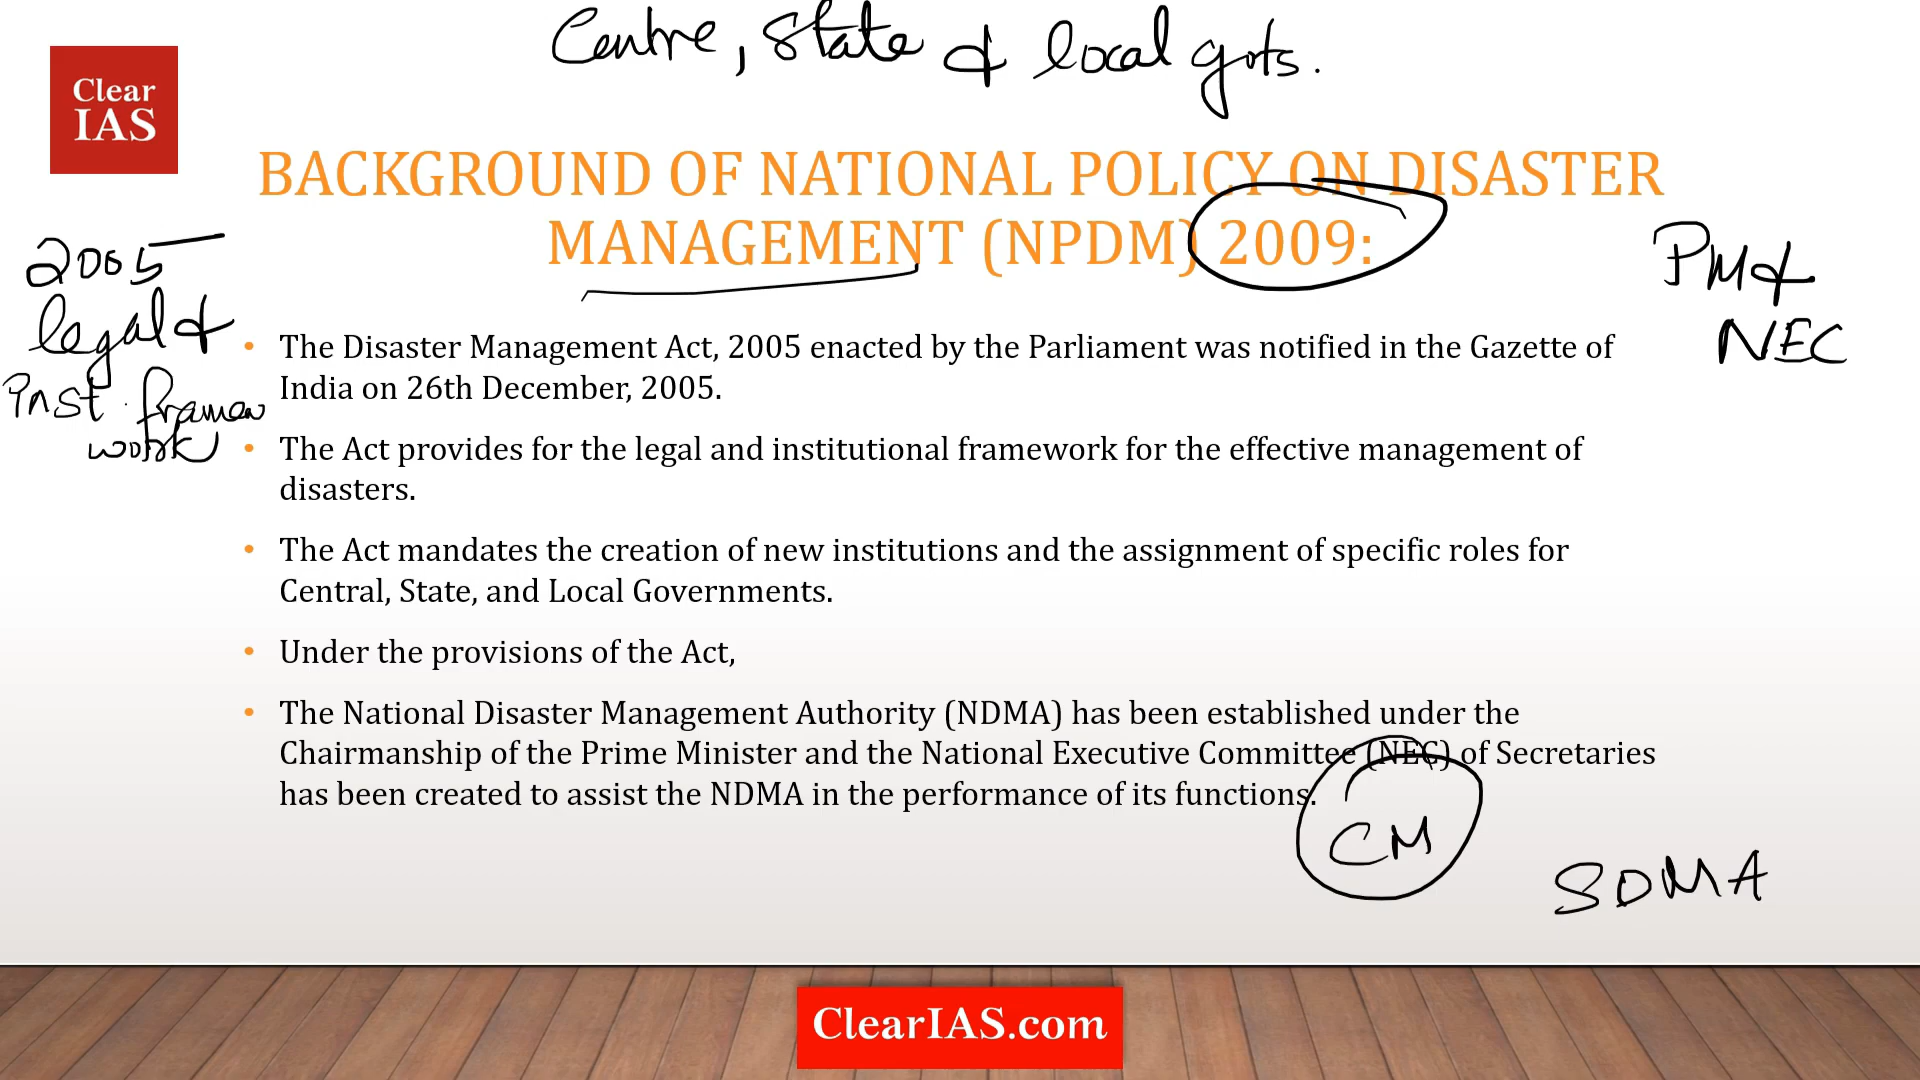 Centre, State & local gvts.
Clear
IAS
BACKGROUND OF NATIONAL POLICY ON DISASTER
MANAGEMENT (NPDM) 2009:
2005
legal &
inst. frame
work
PM &
NEC
• The Disaster Management Act, 2005 enacted by the Parliament was notified in the Gazette of
India on 26th December, 2005.
• The Act provides for the legal and institutional framework for the effective management of
disasters.
• The Act mandates the creation of new institutions and the assignment of specific roles for
Central, State, and Local Governments.
• Under the provisions of the Act,
• The National Disaster Management Authority (NDMA) has been established under the
Chairmanship of the Prime Minister and the National Executive Committee (NEC) of Secretaries
has been created to assist the NDMA in the performance of its functions.
CM
SDMA
ClearIAS.com